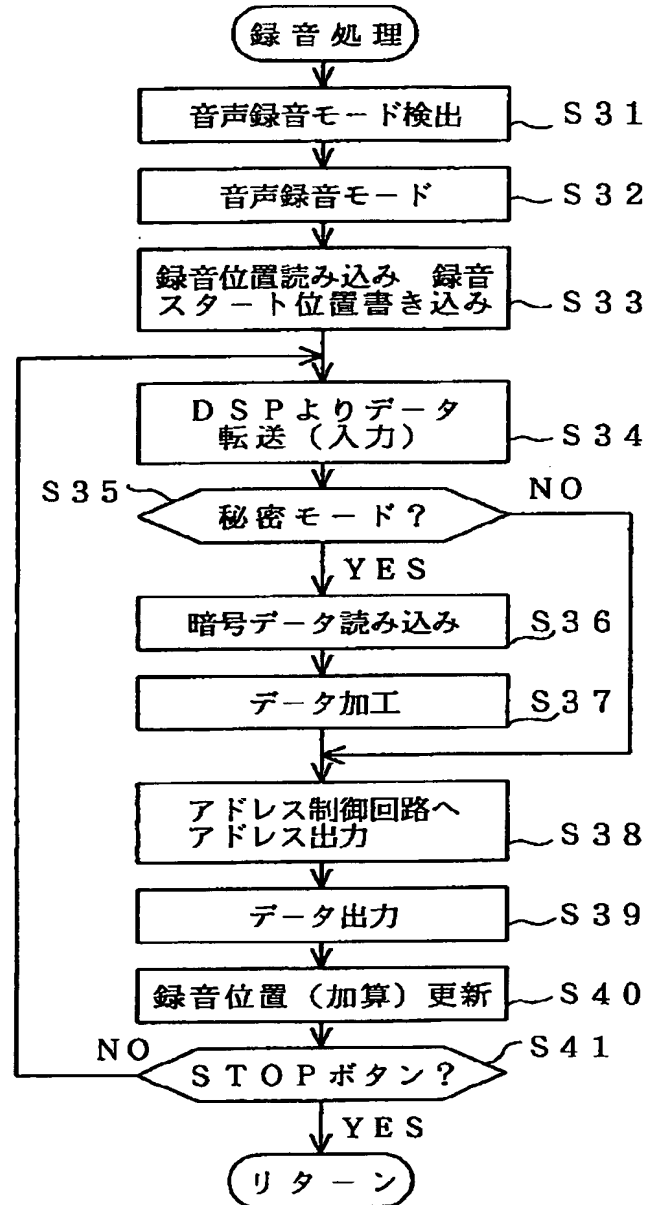 録音処理
音声録音モード検出
S31
音声録音モード
S32
録音位置読み込み 録音
スタート位置書き込み
S33
DSPよりデータ
転送(入力)
S34
S35
秘密モード?
NO
YES
暗号データ読み込み
S36
データ加工
S37
アドレス制御回路へ
アドレス出力
S38
データ出力
S39
録音位置(加算)更新
S40
NO
STOPボタン?
S41
YES
リターン